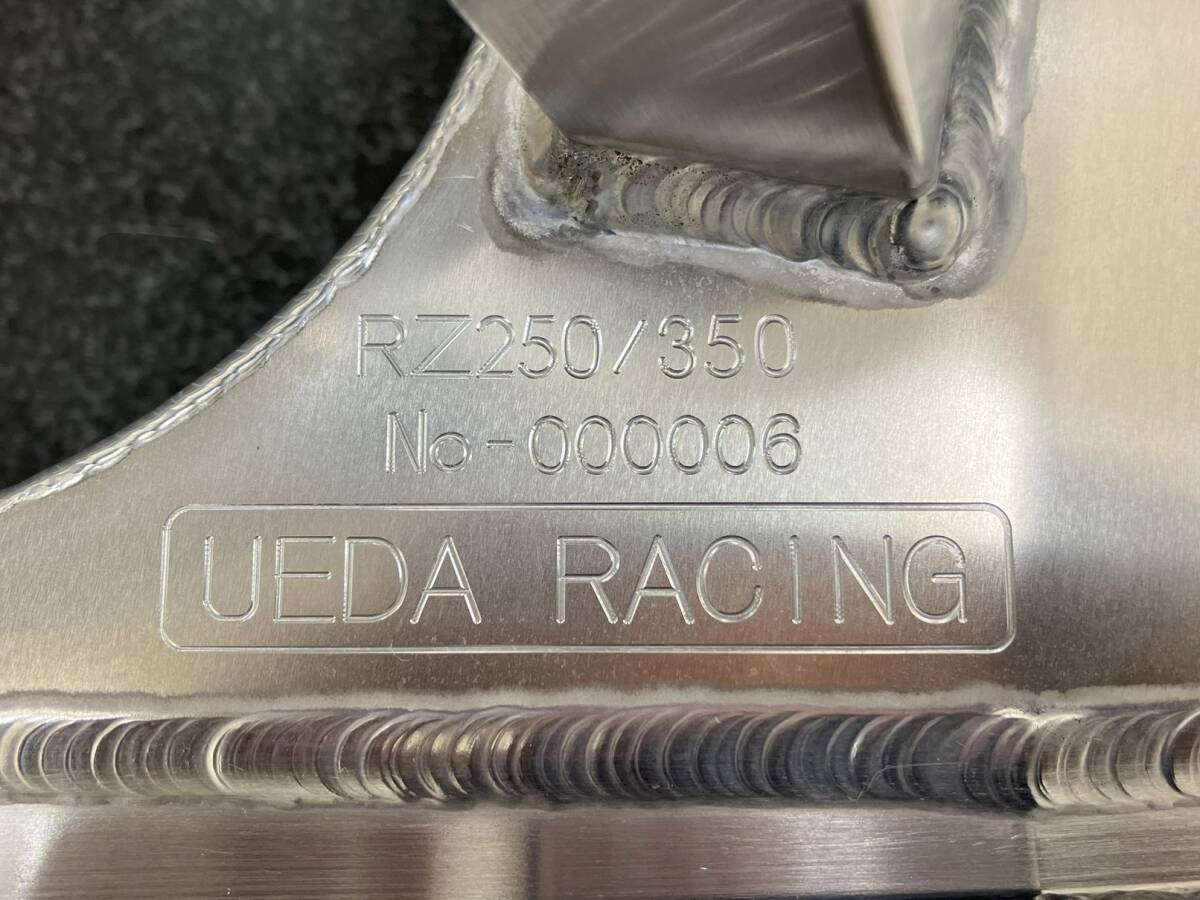 RZ250/350
No-000006
UEDA RACING